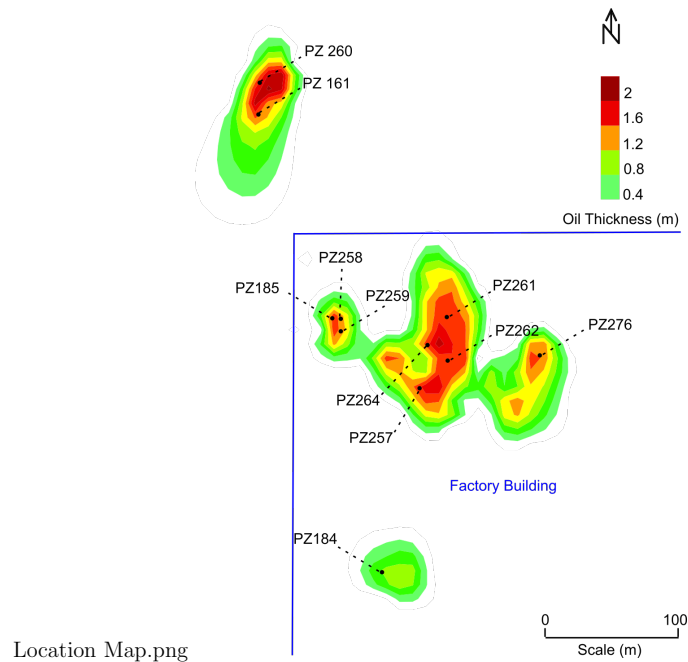 N
PZ 260
PZ 161
2
1.6
1.2
0.8
0.4
Oil Thickness (m)
PZ258
PZ185
PZ259
PZ261
PZ262
PZ276
PZ264
PZ257
Factory Building
PZ184
0 100
Scale (m)
Location Map.png